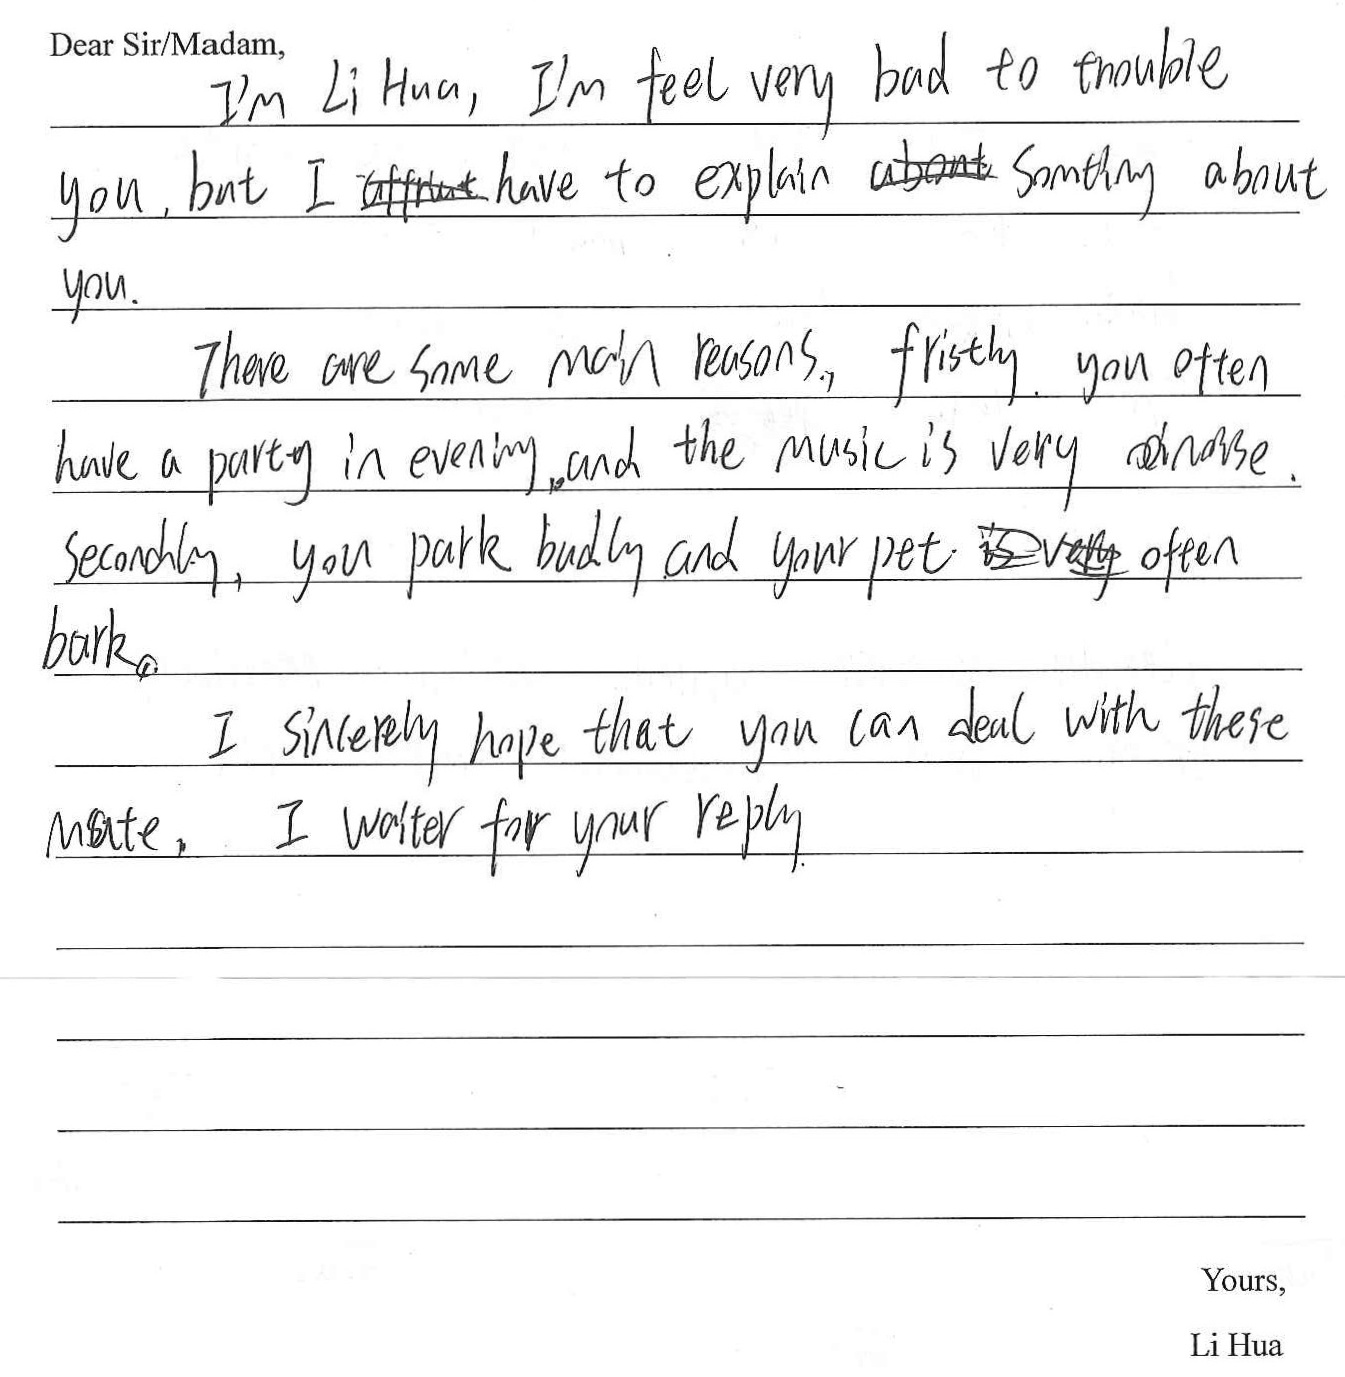 Dear Sir/Madam,
I'm Li Hua, I'm feel very bad to trouble
you, but I have to explain Somthing about
you.
There are some main reasons, fristly. you often
have a party in evening, and the music is very noise.
Secondly, you park badly and your pet often
bark.
I sincerely hope that you can deal with these
mate. I waiter for your reply.
Yours,
Li Hua